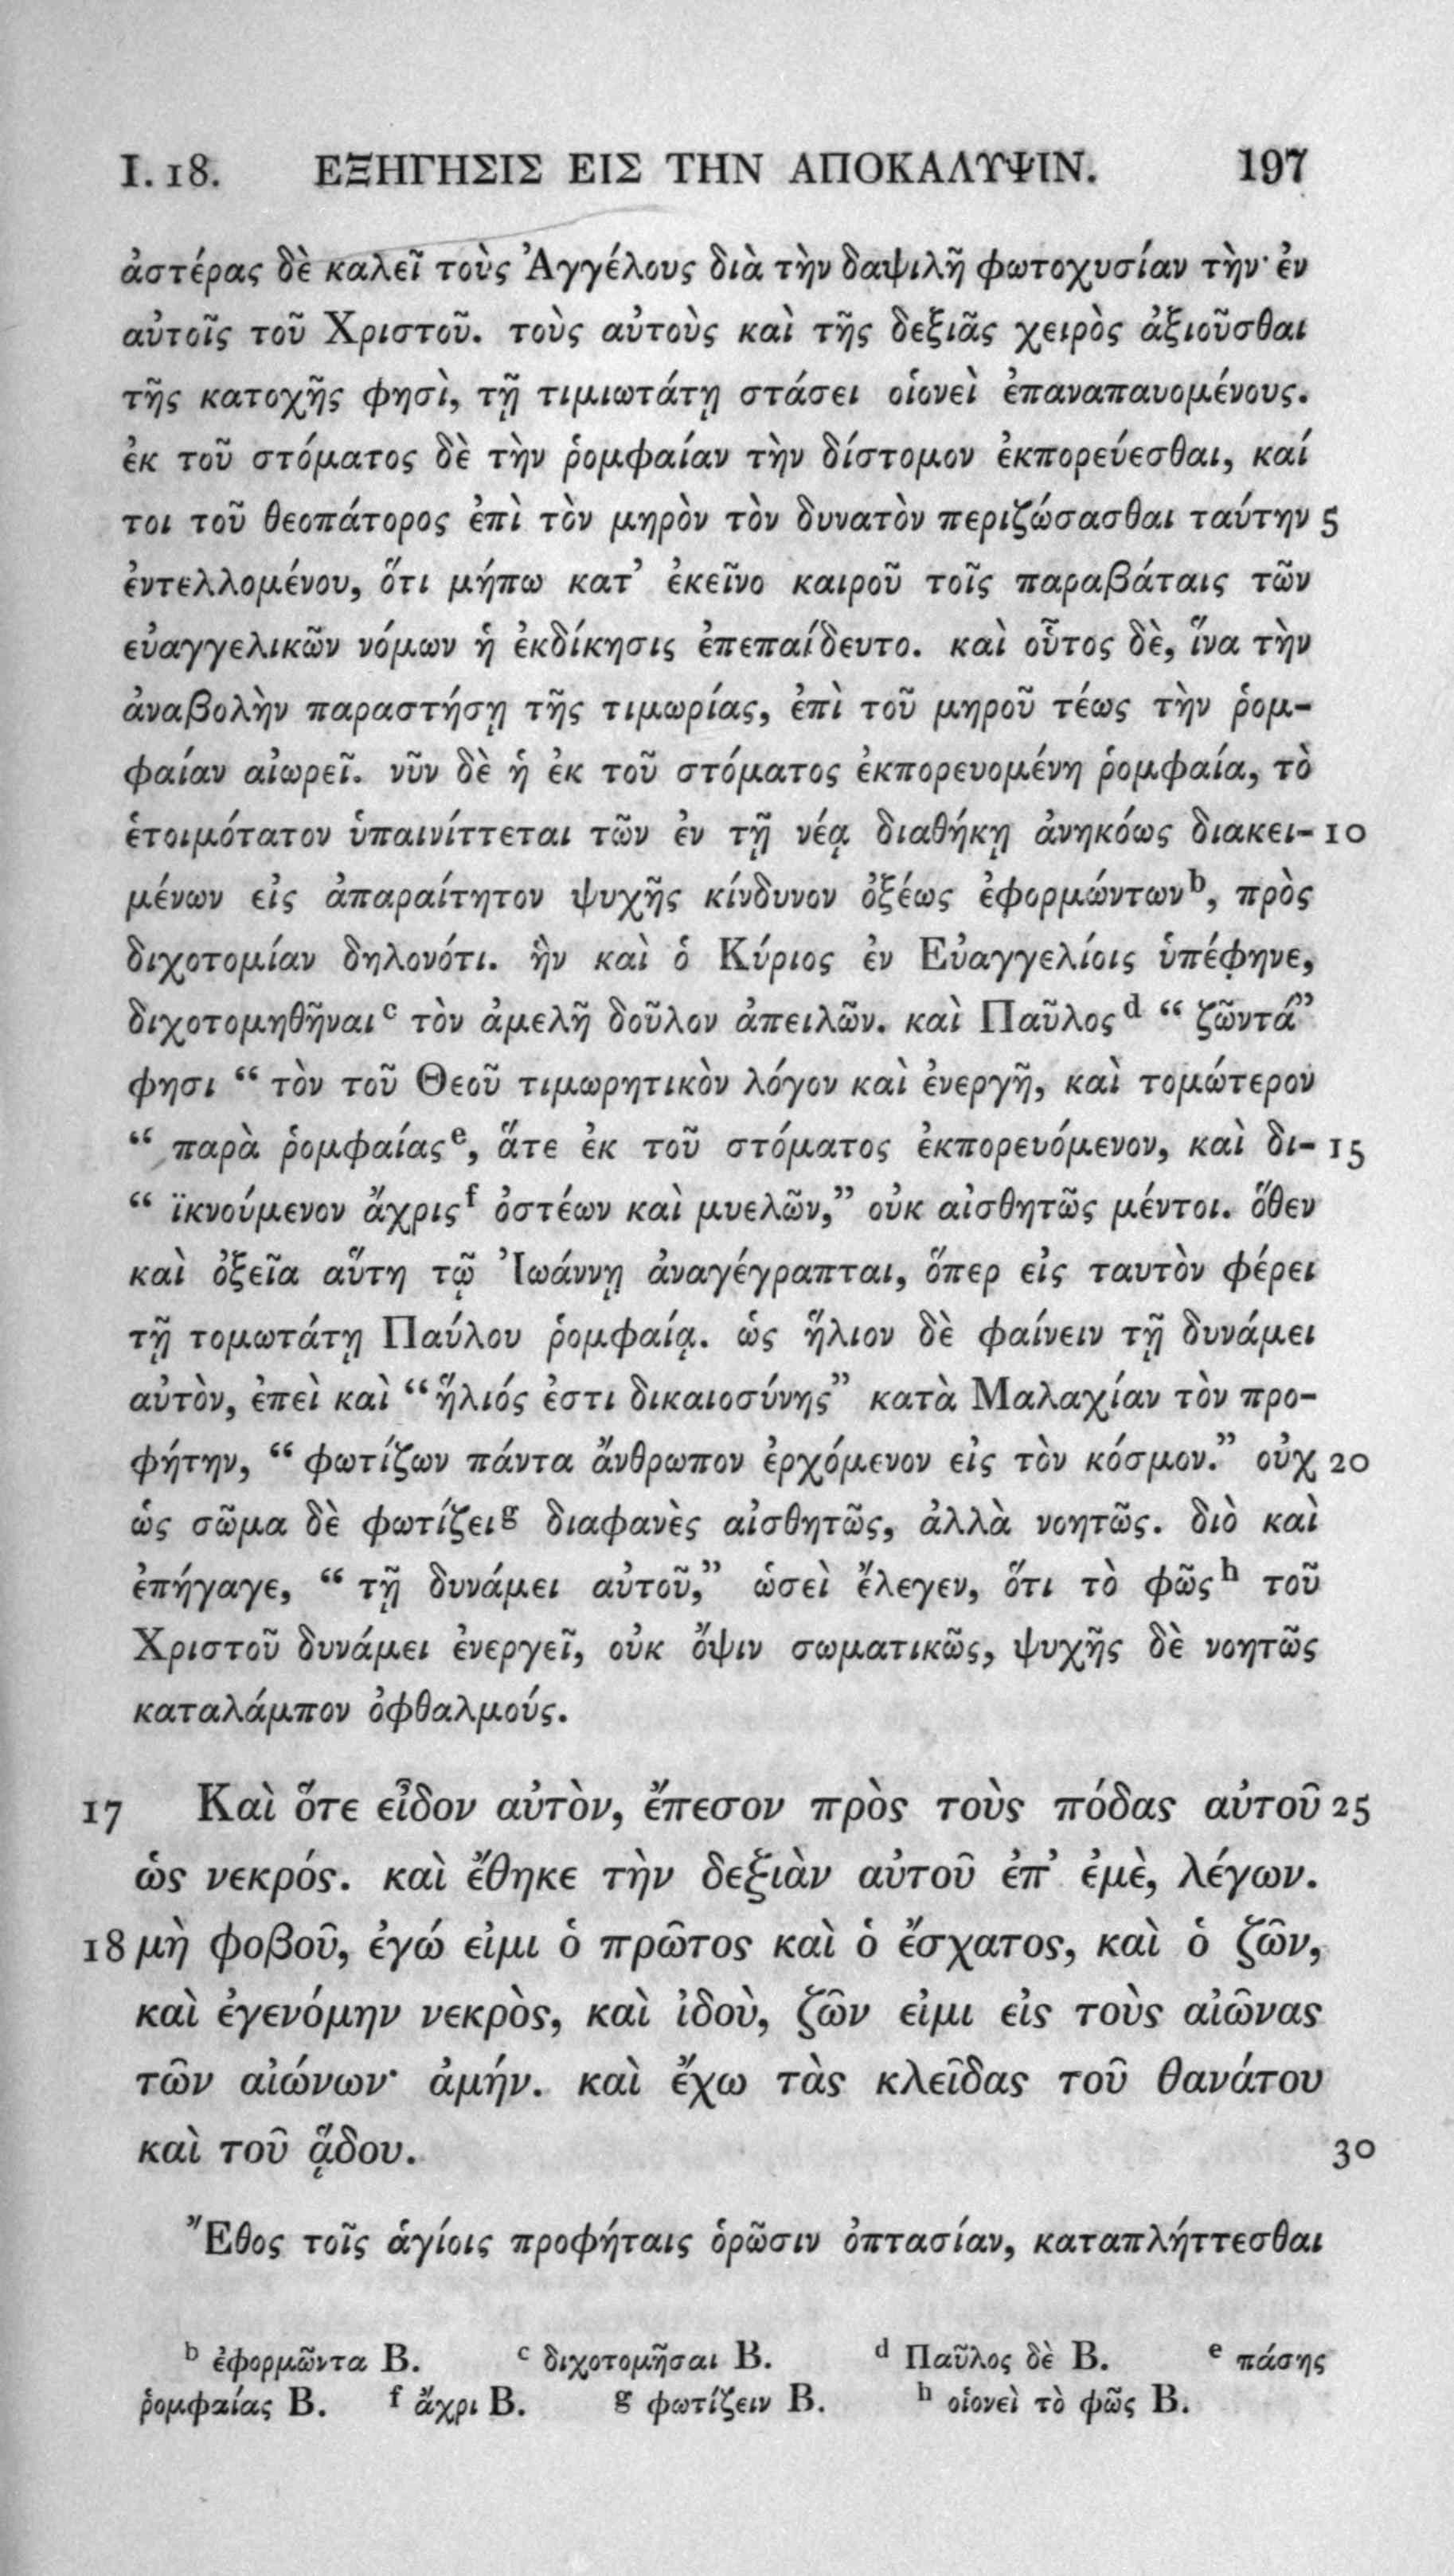 I. 18. ΕΞΗΓΗΣΙΣ ΕΙΣ ΤΗΝ ΑΠΟΚΑΛΥΨΙΝ. 197
ἀστέρας δὲ καλεῖ τοὺς Ἀγγέλους διὰ τὴν δαψιλῆ φωτοχυσίαν τὴν ἐν
αὐτοῖς τοῦ Χριστοῦ. τοὺς αὐτοὺς καὶ τῆς δεξιᾶς χειρὸς ἀξιοῦσθαι
τῆς κατοχῆς φησὶ, τῇ τιμιωτάτῃ στάσει οἱονεὶ ἐπαναπαυομένους.
ἐκ τοῦ στόματος δὲ τὴν ῥομφαίαν τὴν δίστομον ἐκπορεύεσθαι, καί
τοι τοῦ θεοπάτορος ἐπὶ τὸν μηρὸν τὸν δυνατὸν περιζώσασθαι ταύτην 5
ἐντελλομένου, ὅτι μήπω κατ’ ἐκεῖνο καιροῦ τοῖς παραβάταις τῶν
εὐαγγελικῶν νόμων ἡ ἐκδίκησις ἐπεπαίδευτο. καὶ οὗτος δὲ, ἵνα τὴν
ἀναβολὴν παραστήσῃ τῆς τιμωρίας, ἐπὶ τοῦ μηροῦ τέως τὴν ῥομ-
φαίαν αἰωρεῖ. νῦν δὲ ἡ ἐκ τοῦ στόματος ἐκπορευομένη ῥομφαία, τὸ
ἑτοιμότατον ὑπαινίττεται τῶν ἐν τῇ νέᾳ διαθήκῃ ἀνηκόως διακει- 10
μένων εἰς ἀπαραίτητον ψυχῆς κίνδυνον ὀξέως ἐφορμώντων b, πρὸς
διχοτομίαν δηλονότι. ἣν καὶ ὁ Κύριος ἐν Εὐαγγελίοις ὑπέφηνε,
διχοτομηθῆναι c τὸν ἀμελῆ δοῦλον ἀπειλῶν. καὶ Παῦλος d “ ζῶντά”
φησι “ τὸν τοῦ Θεοῦ τιμωρητικὸν λόγον καὶ ἐνεργῆ, καὶ τομώτερον
“ παρὰ ῥομφαίας e, ἅτε ἐκ τοῦ στόματος ἐκπορευόμενον, καὶ δι- 15
“ ϊκνούμενον ἄχρις f ὀστέων καὶ μυελῶν,” οὐκ αἰσθητῶς μέντοι. ὅθεν
καὶ ὀξεῖα αὕτη τῷ Ἰωάννῃ ἀναγέγραπται, ὅπερ εἰς ταυτὸν φέρει
τῇ τομωτάτῃ Παύλου ῥομφαίᾳ. ὡς ἥλιον δὲ φαίνειν τῇ δυνάμει
αὐτὸν, ἐπεὶ καὶ “ ἥλιός ἐστι δικαιοσύνης” κατὰ Μαλαχίαν τὸν προ-
φήτην, “ φωτίζων πάντα ἄνθρωπον ἐρχόμενον εἰς τὸν κόσμον.” οὐχ 20
ὡς σῶμα δὲ φωτίζει g διαφανὲς αἰσθητῶς, ἀλλὰ νοητῶς. διὸ καὶ
ἐπήγαγε, “ τῇ δυνάμει αὐτοῦ,” ὡσεὶ ἔλεγεν, ὅτι τὸ φῶς h τοῦ
Χριστοῦ δυνάμει ἐνεργεῖ, οὐκ ὄψιν σωματικῶς, ψυχῆς δὲ νοητῶς
καταλάμπον ὀφθαλμούς.
17 Καὶ ὅτε εἶδον αὐτὸν, ἔπεσον πρὸς τοὺς πόδας αὐτοῦ 25
ὡς νεκρός. καὶ ἔθηκε τὴν δεξιὰν αὐτοῦ ἐπ’ ἐμὲ, λέγων.
18 μὴ φοβοῦ, ἐγώ εἰμι ὁ πρῶτος καὶ ὁ ἔσχατος, καὶ ὁ ζῶν,
καὶ ἐγενόμην νεκρὸς, καὶ ἰδοὺ, ζῶν εἰμι εἰς τοὺς αἰῶνας
τῶν αἰώνων· ἀμήν. καὶ ἔχω τὰς κλεῖδας τοῦ θανάτου
καὶ τοῦ ᾅδου. 30
Ἔθος τοῖς ἁγίοις προφήταις ὁρῶσιν ὀπτασίαν, καταπλήττεσθαι
b ἐφορμῶντα B. c διχοτομῆσαι B. d Παῦλος δὲ B. e πάσης
ῥομφαίας B. f ἄχρι B. g φωτίζειν B. h οἱονεὶ τὸ φῶς B.